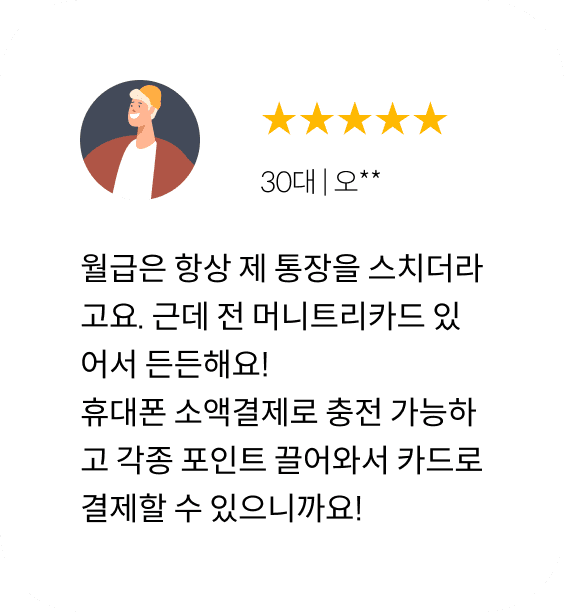 30대 | 오**
월급은 항상 제 통장을 스치더라
고요. 근데 전 머니트리카드 있
어서 든든해요!
휴대폰 소액결제로 충전 가능하
고 각종 포인트 끌어와서 카드로
결제할 수 있으니까요!